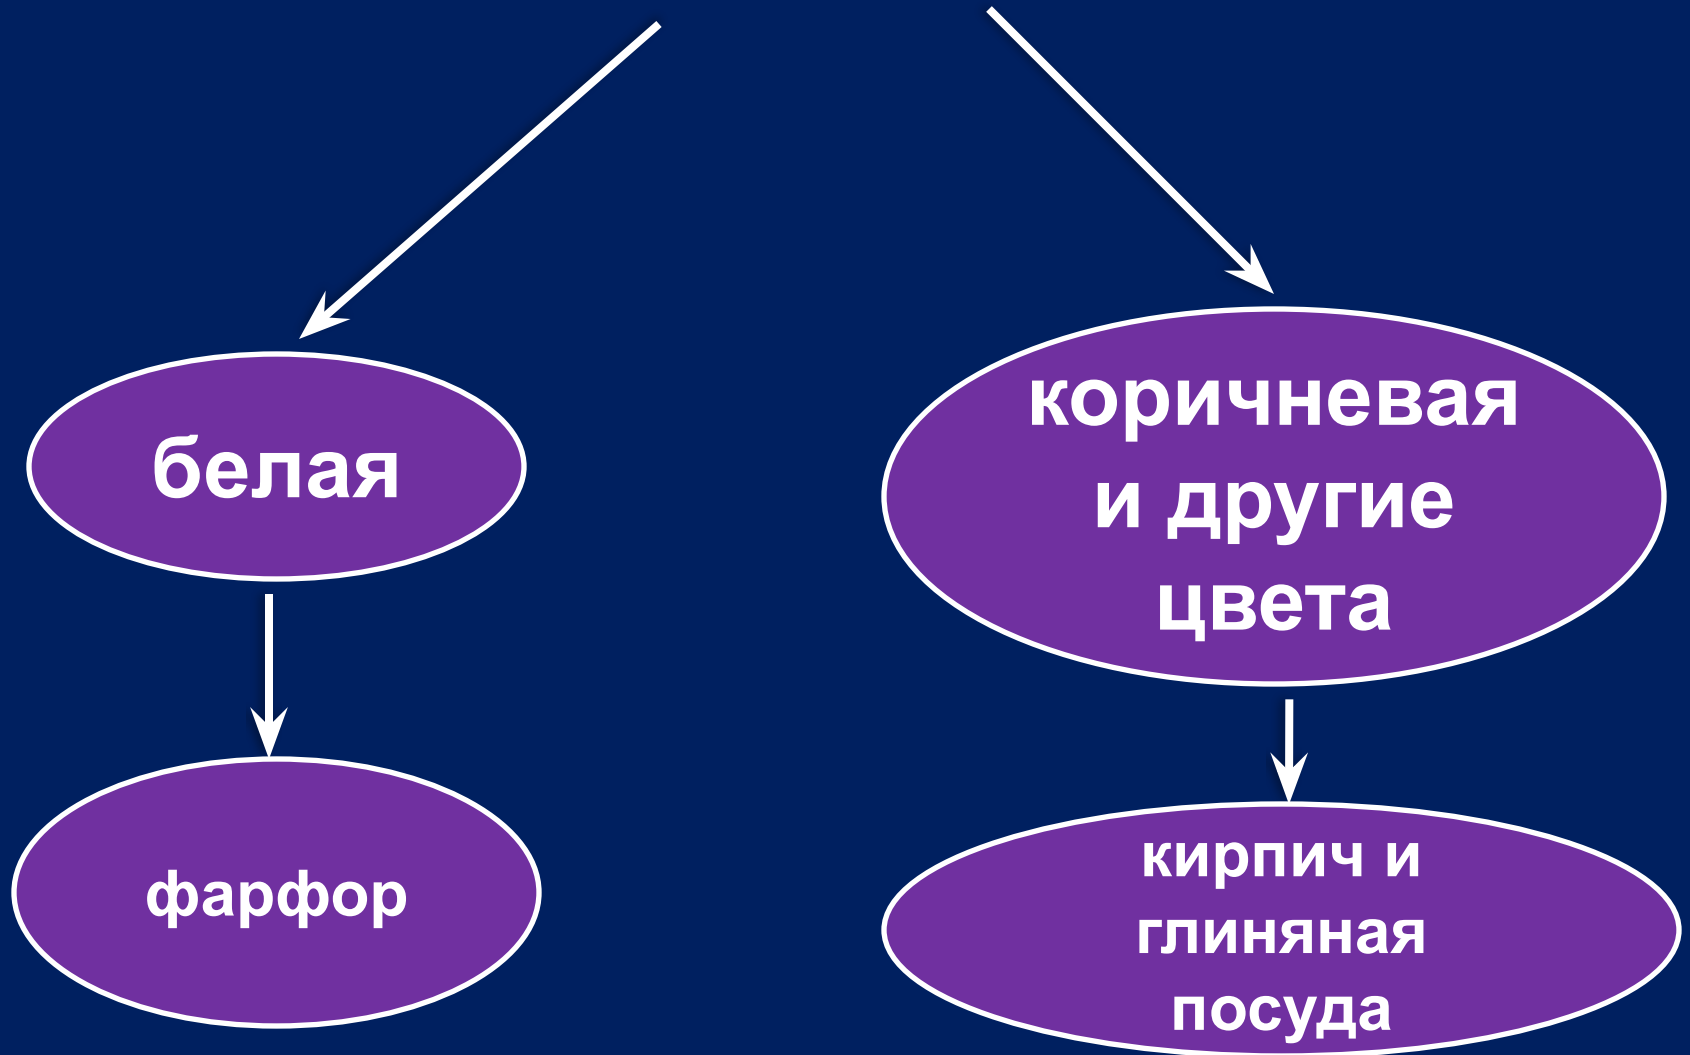 белая
коричневая
и другие
цвета
фарфор
кирпич и
глиняная
посуда